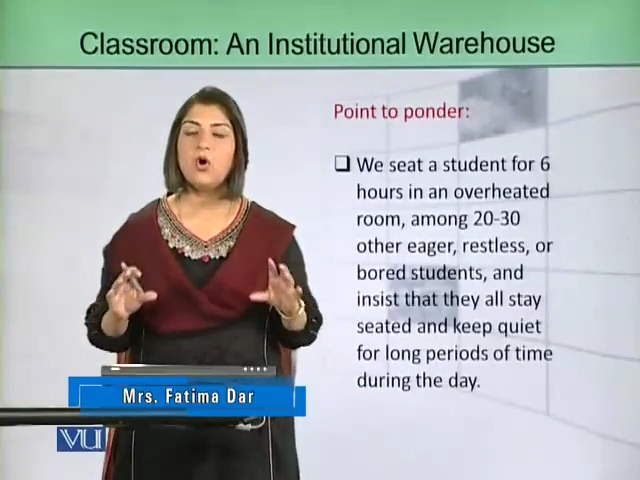 Classroom: An Institutional Warehouse
Point to ponder:
❑ We seat a student for 6
hours in an overheated
room, among 20-30
other eager, restless, or
bored students, and
insist that they all stay
seated and keep quiet
for long periods of time
during the day.
Mrs. Fatima Dar
VU